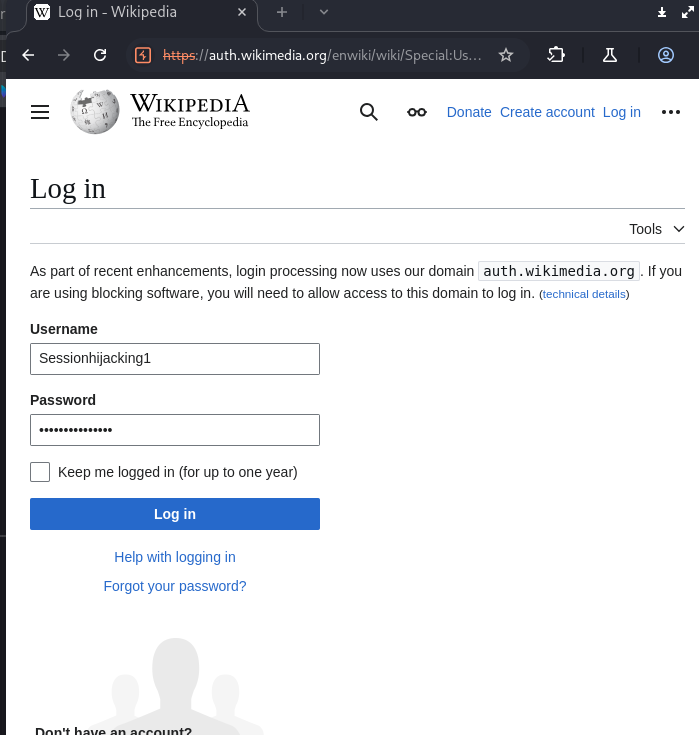 Log in - Wikipedia
https://auth.wikimedia.org/enwiki/wiki/Special:Us...
WIKIPEDIA
The Free Encyclopedia
Donate Create account Log in
Log in
Tools
As part of recent enhancements, login processing now uses our domain auth.wikimedia.org. If you
are using blocking software, you will need to allow access to this domain to log in. (technical details)
Username
Sessionhijacking1
Password
•••••••••••••••
Keep me logged in (for up to one year)
Log in
Help with logging in
Forgot your password?
Don't have an account?